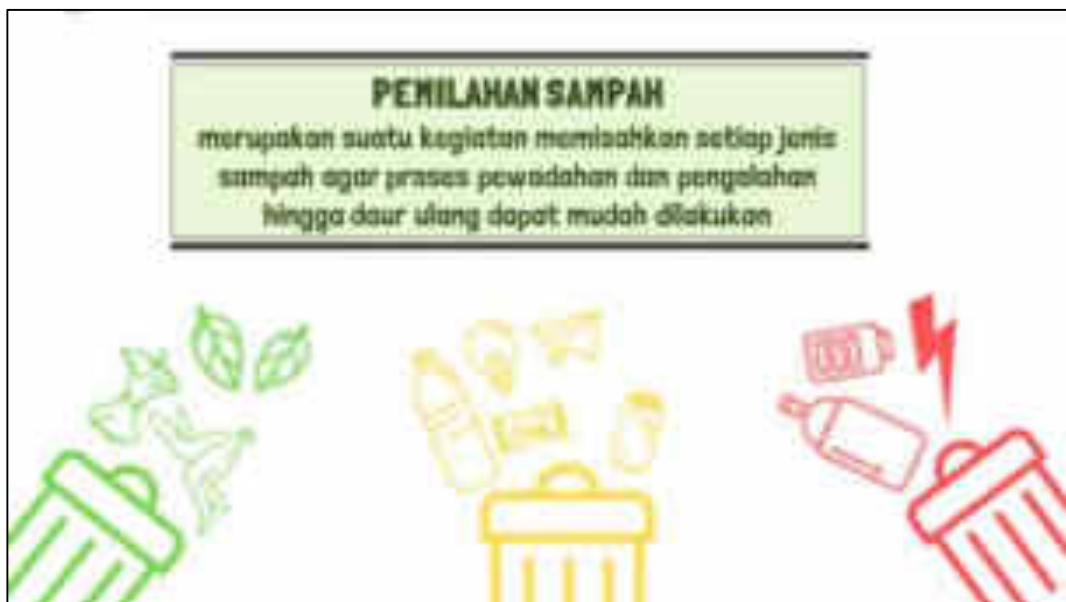 PEMILAHAN SAMPAH
merupakan suatu kegiatan memisahkan setiap jenis
sampah agar proses pewadahan dan pengolahan
hingga daur ulang dapat mudah dilakukan